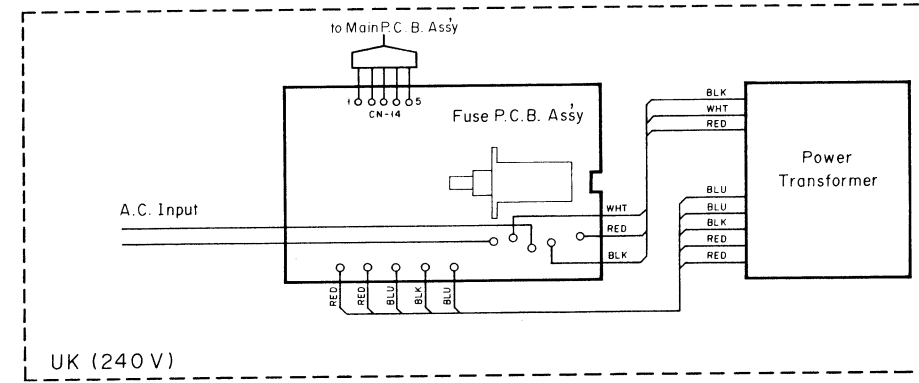 to Main P.C.B. Ass'y
1 5
CN-14
Fuse P.C.B. Ass'y
BLK
WHT
RED
Power
Transformer
BLU
BLU
BLK
RED
RED
A.C. Input
WHT
RED
BLK
RED
RED
BLU
BLK
BLU
UK (240V)